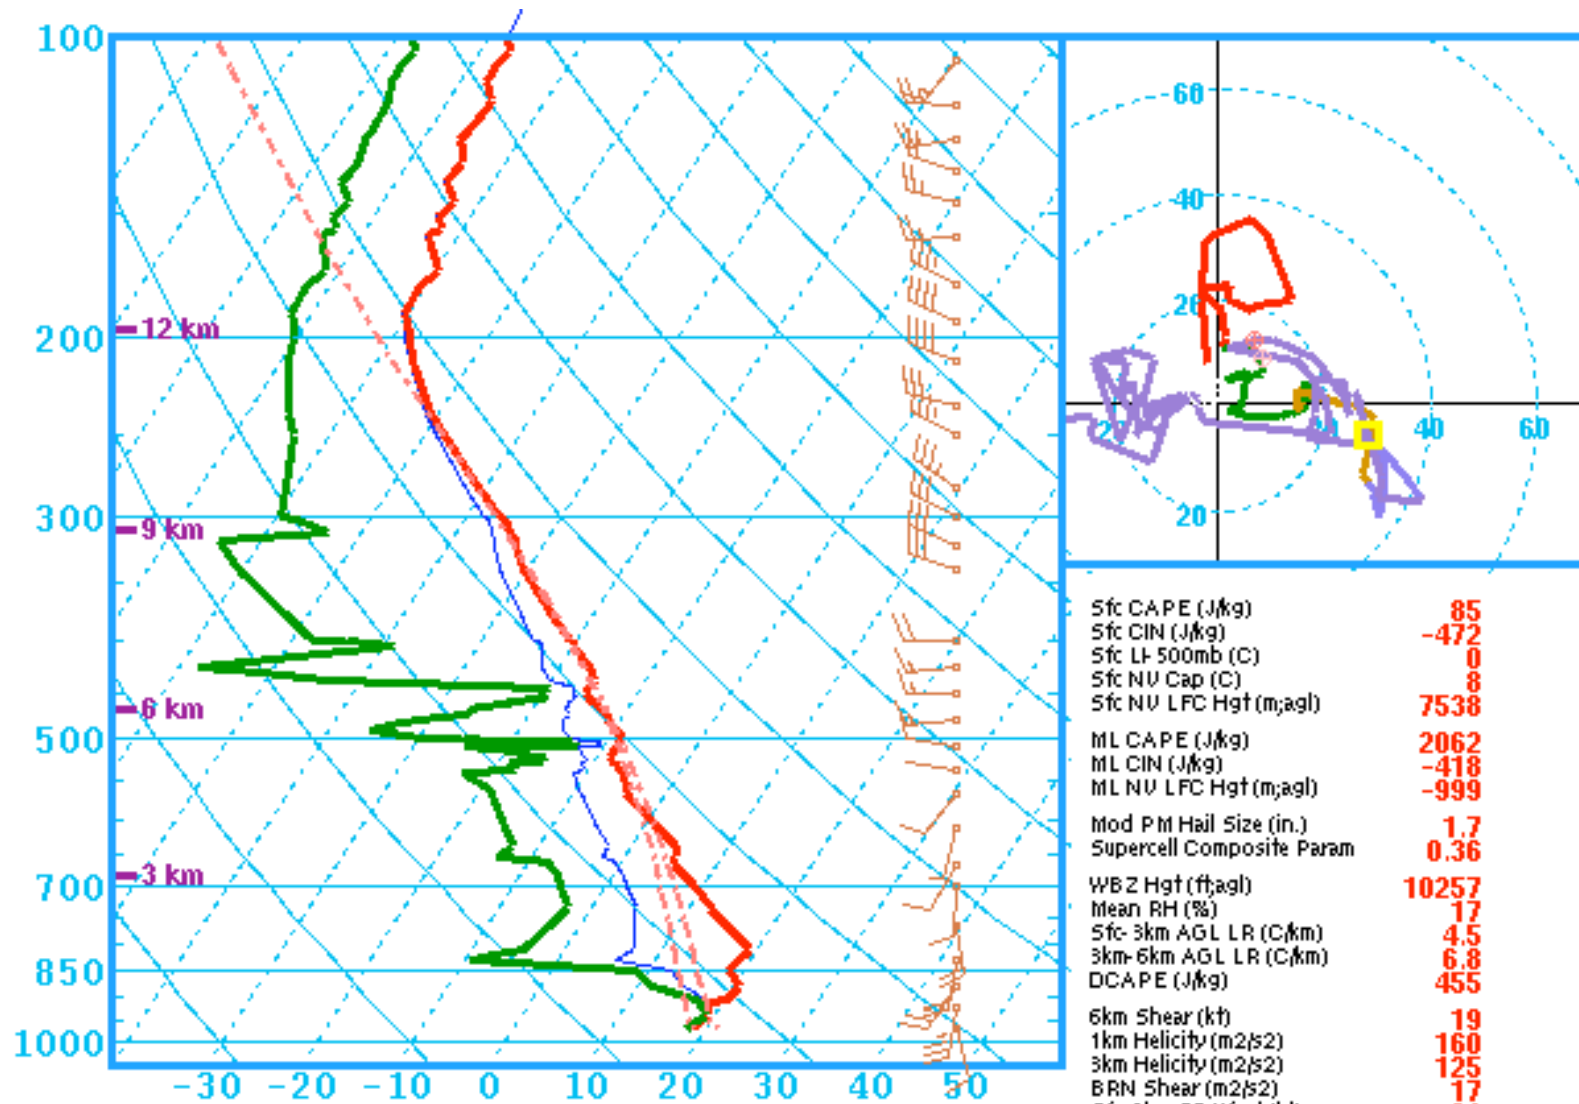 100
200
300
500
700
850
1000
12 km
9 km
6 km
3 km
-30 -20 -10 0 10 20 30 40 50
60
40
20
20 20 40 60
20
Sfc CAPE (J/kg) 85
Sfc CIN (J/kg) -472
Sfc LI-500mb (C) 0
Sfc NV Cap (C) 8
Sfc NV LFC Hgt (m;agl) 7538
ML CAPE (J/kg) 2062
ML CIN (J/kg) -418
ML NV LFC Hgt (m;agl) -999
Mod PM Hail Size (in.) 1.7
Supercell Composite Param 0.36
WBZ Hgt (ft;agl) 10257
Mean RH (%) 17
Sfc-3km AGL LR (C/km) 4.5
3km-6km AGL LR (C/km) 6.8
DCAPE (J/kg) 455
6km Shear (kt) 19
1km Helicity (m2/s2) 160
3km Helicity (m2/s2) 125
BRN Shear (m2/s2) 17